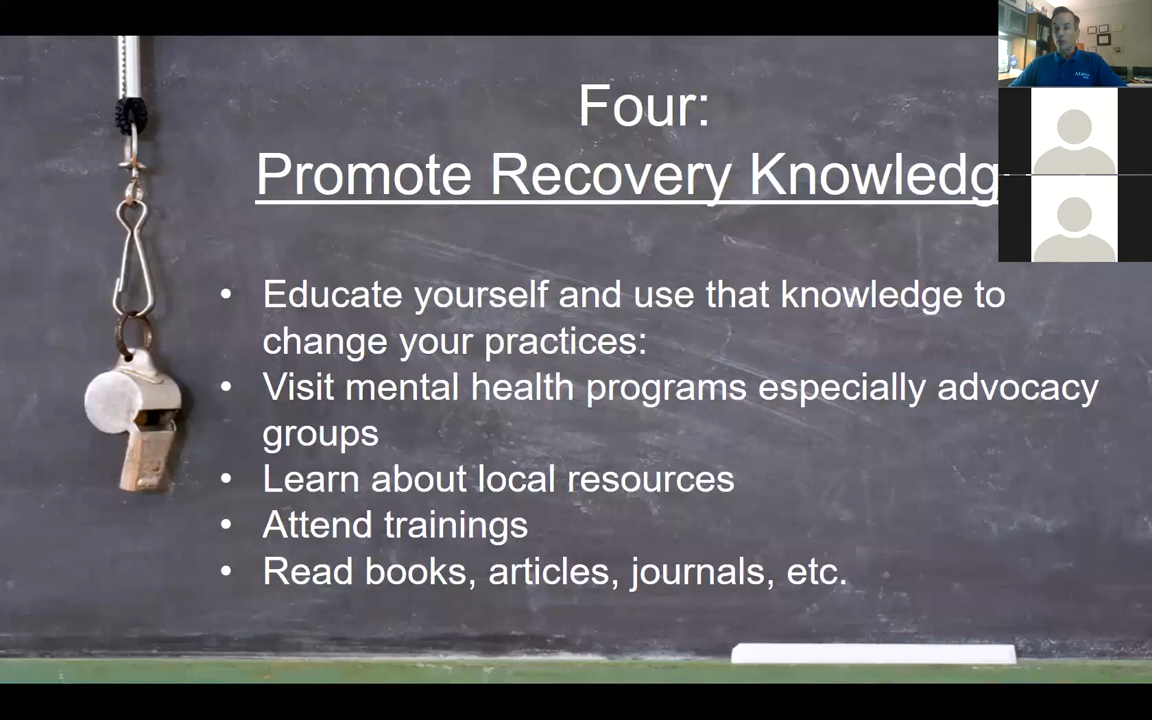 Four:
Promote Recovery Knowledg
• Educate yourself and use that knowledge to
change your practices:
• Visit mental health programs especially advocacy
groups
• Learn about local resources
• Attend trainings
• Read books, articles, journals, etc.